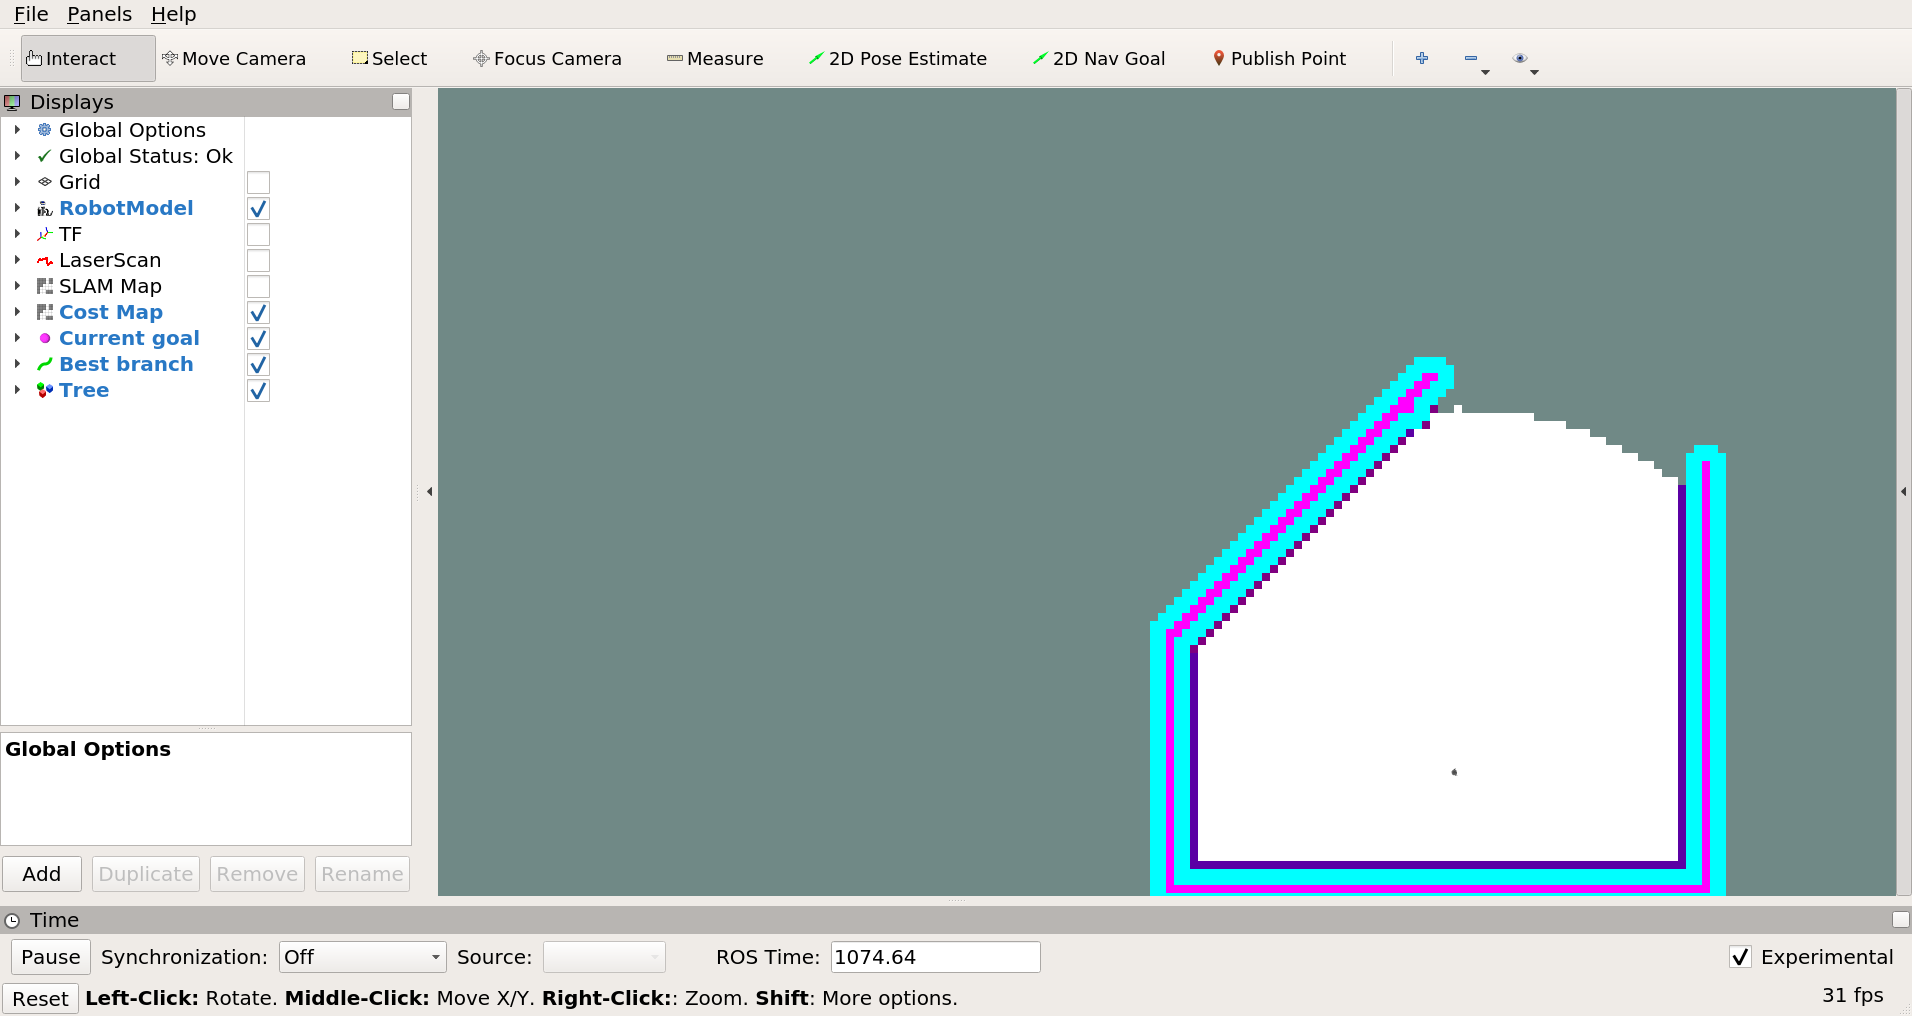 File Panels Help
Interact Move Camera Select Focus Camera Measure 2D Pose Estimate 2D Nav Goal Publish Point
Displays
Global Options
Global Status: Ok
Grid
RobotModel
TF
LaserScan
SLAM Map
Cost Map
Current goal
Best branch
Tree
Global Options
Add Duplicate Remove Rename
Time
Pause Synchronization: Off Source: ROS Time: 1074.64 Experimental
Reset Left-Click: Rotate. Middle-Click: Move X/Y. Right-Click:: Zoom. Shift: More options. 31 fps